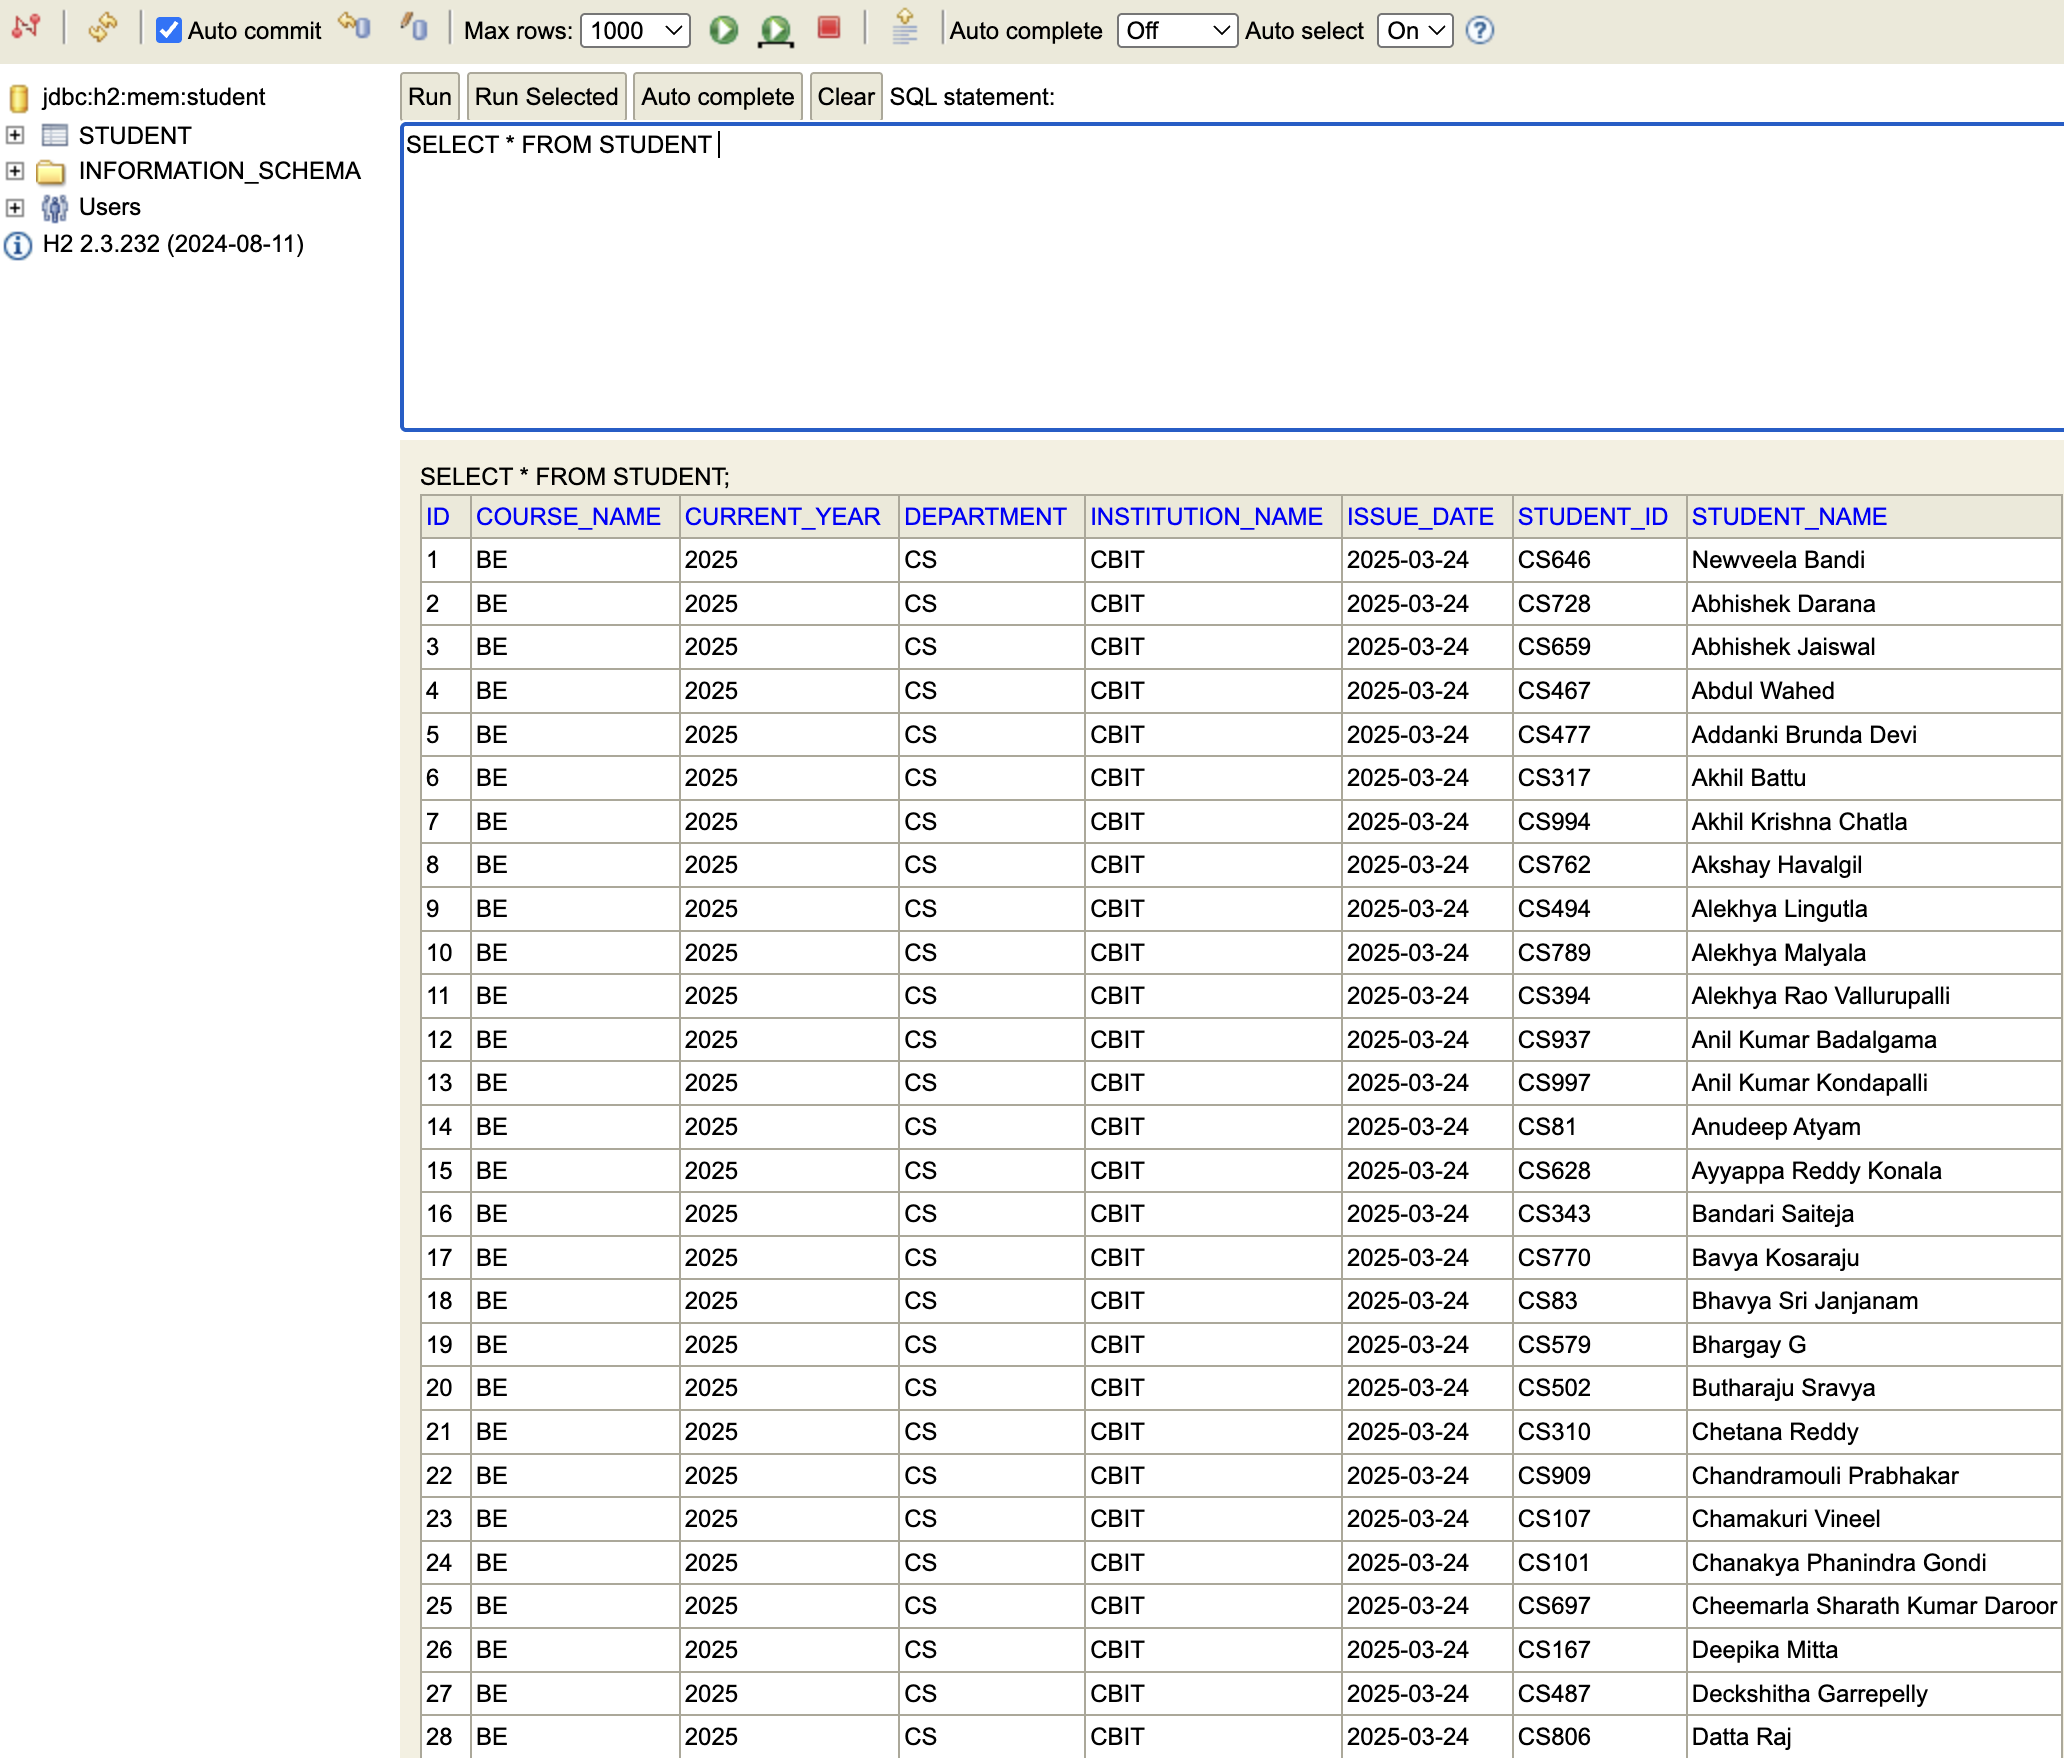 Auto commit Max rows: 1000 Auto complete Off Auto select On ?
jdbc:h2:mem:student
STUDENT
INFORMATION_SCHEMA
Users
H2 2.3.232 (2024-08-11)
Run Run Selected Auto complete Clear SQL statement:
SELECT * FROM STUDENT
SELECT * FROM STUDENT;
ID COURSE_NAME CURRENT_YEAR DEPARTMENT INSTITUTION_NAME ISSUE_DATE STUDENT_ID STUDENT_NAME
1 BE 2025 CS CBIT 2025-03-24 CS646 Newveela Bandi
2 BE 2025 CS CBIT 2025-03-24 CS728 Abhishek Darana
3 BE 2025 CS CBIT 2025-03-24 CS659 Abhishek Jaiswal
4 BE 2025 CS CBIT 2025-03-24 CS467 Abdul Wahed
5 BE 2025 CS CBIT 2025-03-24 CS477 Addanki Brunda Devi
6 BE 2025 CS CBIT 2025-03-24 CS317 Akhil Battu
7 BE 2025 CS CBIT 2025-03-24 CS994 Akhil Krishna Chatla
8 BE 2025 CS CBIT 2025-03-24 CS762 Akshay Havalgil
9 BE 2025 CS CBIT 2025-03-24 CS494 Alekhya Lingutla
10 BE 2025 CS CBIT 2025-03-24 CS789 Alekhya Malyala
11 BE 2025 CS CBIT 2025-03-24 CS394 Alekhya Rao Vallurupalli
12 BE 2025 CS CBIT 2025-03-24 CS937 Anil Kumar Badalgama
13 BE 2025 CS CBIT 2025-03-24 CS997 Anil Kumar Kondapalli
14 BE 2025 CS CBIT 2025-03-24 CS81 Anudeep Atyam
15 BE 2025 CS CBIT 2025-03-24 CS628 Ayyappa Reddy Konala
16 BE 2025 CS CBIT 2025-03-24 CS343 Bandari Saiteja
17 BE 2025 CS CBIT 2025-03-24 CS770 Bavya Kosaraju
18 BE 2025 CS CBIT 2025-03-24 CS83 Bhavya Sri Janjanam
19 BE 2025 CS CBIT 2025-03-24 CS579 Bhargay G
20 BE 2025 CS CBIT 2025-03-24 CS502 Butharaju Sravya
21 BE 2025 CS CBIT 2025-03-24 CS310 Chetana Reddy
22 BE 2025 CS CBIT 2025-03-24 CS909 Chandramouli Prabhakar
23 BE 2025 CS CBIT 2025-03-24 CS107 Chamakuri Vineel
24 BE 2025 CS CBIT 2025-03-24 CS101 Chanakya Phanindra Gondi
25 BE 2025 CS CBIT 2025-03-24 CS697 Cheemarla Sharath Kumar Daroor
26 BE 2025 CS CBIT 2025-03-24 CS167 Deepika Mitta
27 BE 2025 CS CBIT 2025-03-24 CS487 Deckshitha Garrepelly
28 BE 2025 CS CBIT 2025-03-24 CS806 Datta Raj